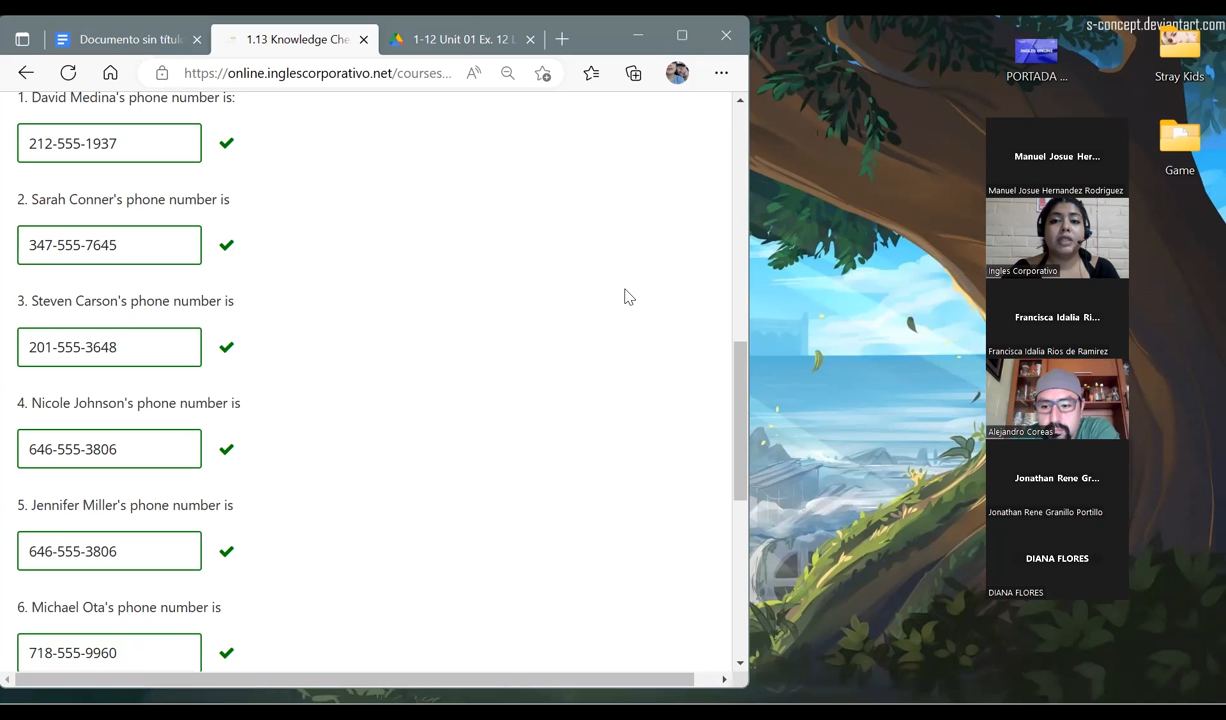 s-concept.deviantart.com
Documento sin títul
1.13 Knowledge Che
1-12 Unit 01 Ex. 12 L
https://online.inglescorporativo.net/courses...
1. David Medina's phone number is:
212-555-1937
2. Sarah Conner's phone number is
347-555-7645
3. Steven Carson's phone number is
201-555-3648
4. Nicole Johnson's phone number is
646-555-3806
5. Jennifer Miller's phone number is
646-555-3806
6. Michael Ota's phone number is
718-555-9960
INGLES ONLINE
PORTADA ...
Stray Kids
Game
Manuel Josue Her...
Manuel Josue Hernandez Rodriguez
Ingles Corporativo
Francisca Idalia Ri...
Francisca Idalia Rios de Ramirez
Alejandro Coreas
Jonathan Rene Gr...
Jonathan Rene Granillo Portillo
DIANA FLORES
DIANA FLORES